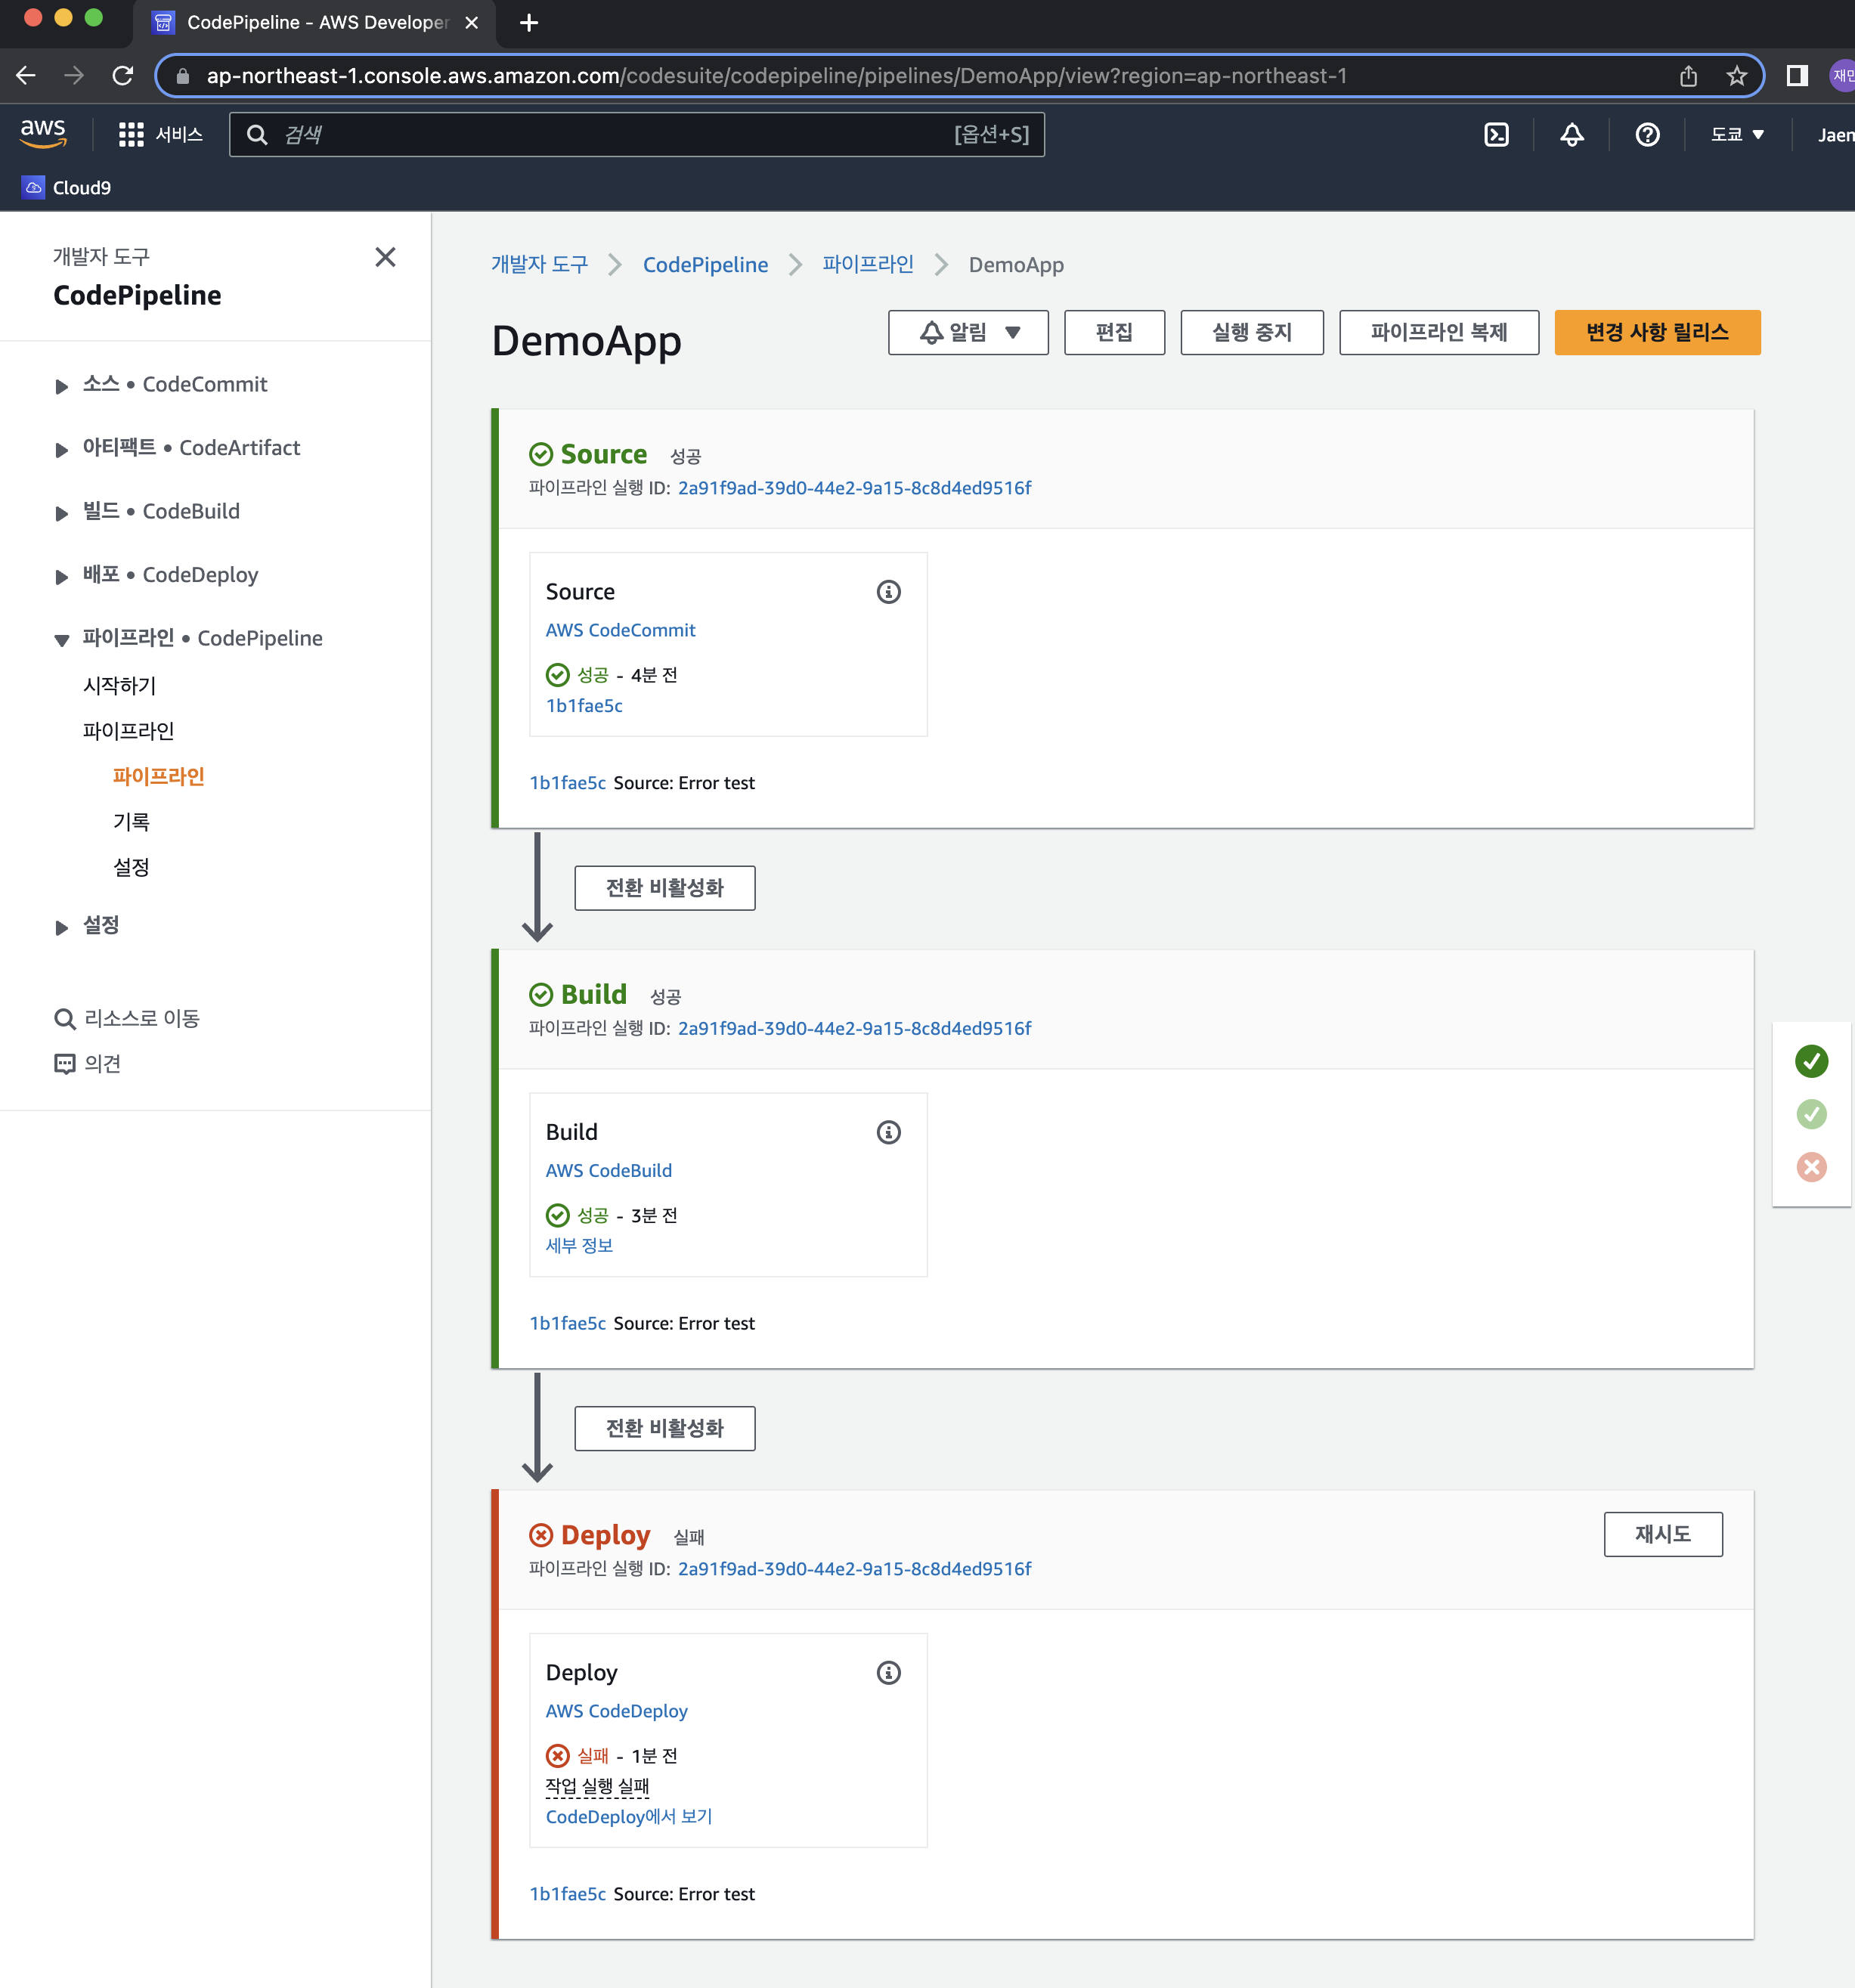 CodePipeline - AWS Developer
ap-northeast-1.console.aws.amazon.com/codesuite/codepipeline/pipelines/DemoApp/view?region=ap-northeast-1
재민
aws
서비스
검색
[옵션+S]
도쿄
Jaem
Cloud9
개발자 도구
CodePipeline
소스 • CodeCommit
아티팩트 • CodeArtifact
빌드 • CodeBuild
배포 • CodeDeploy
파이프라인 • CodePipeline
시작하기
파이프라인
파이프라인
기록
설정
설정
리소스로 이동
의견
개발자 도구 CodePipeline 파이프라인 DemoApp
DemoApp
알림
편집
실행 중지
파이프라인 복제
변경 사항 릴리스
Source 성공
파이프라인 실행 ID: 2a91f9ad-39d0-44e2-9a15-8c8d4ed9516f
Source
AWS CodeCommit
성공 - 4분 전
1b1fae5c
1b1fae5c Source: Error test
전환 비활성화
Build 성공
파이프라인 실행 ID: 2a91f9ad-39d0-44e2-9a15-8c8d4ed9516f
Build
AWS CodeBuild
성공 - 3분 전
세부 정보
1b1fae5c Source: Error test
전환 비활성화
Deploy 실패
재시도
파이프라인 실행 ID: 2a91f9ad-39d0-44e2-9a15-8c8d4ed9516f
Deploy
AWS CodeDeploy
실패 - 1분 전
작업 실행 실패
CodeDeploy에서 보기
1b1fae5c Source: Error test